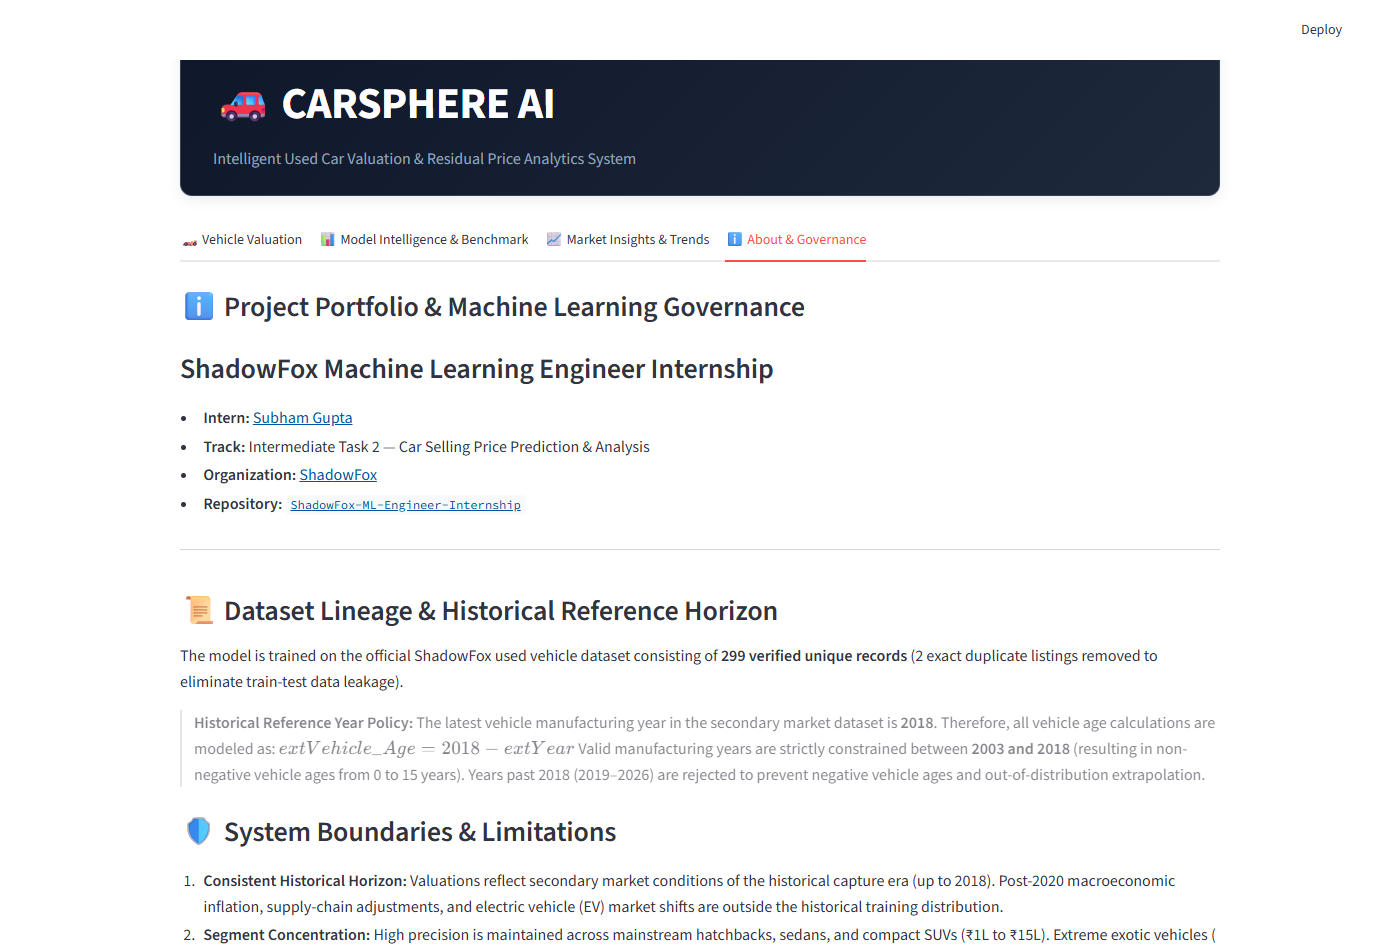 Deploy
CARSPHERE AI
Intelligent Used Car Valuation & Residual Price Analytics System
Vehicle Valuation
Model Intelligence & Benchmark
Market Insights & Trends
About & Governance
Project Portfolio & Machine Learning Governance
ShadowFox Machine Learning Engineer Internship
• Intern: Subham Gupta
• Track: Intermediate Task 2 — Car Selling Price Prediction & Analysis
• Organization: ShadowFox
• Repository: ShadowFox-ML-Engineer-Internship
Dataset Lineage & Historical Reference Horizon
The model is trained on the official ShadowFox used vehicle dataset consisting of 299 verified unique records (2 exact duplicate listings removed to
eliminate train-test data leakage).
Historical Reference Year Policy: The latest vehicle manufacturing year in the secondary market dataset is 2018. Therefore, all vehicle age calculations are
modeled as: extVehicle_Age = 2018 − extYear Valid manufacturing years are strictly constrained between 2003 and 2018 (resulting in non-
negative vehicle ages from 0 to 15 years). Years past 2018 (2019–2026) are rejected to prevent negative vehicle ages and out-of-distribution extrapolation.
System Boundaries & Limitations
1. Consistent Historical Horizon: Valuations reflect secondary market conditions of the historical capture era (up to 2018). Post-2020 macroeconomic
inflation, supply-chain adjustments, and electric vehicle (EV) market shifts are outside the historical training distribution.
2. Segment Concentration: High precision is maintained across mainstream hatchbacks, sedans, and compact SUVs (₹1L to ₹15L). Extreme exotic vehicles (